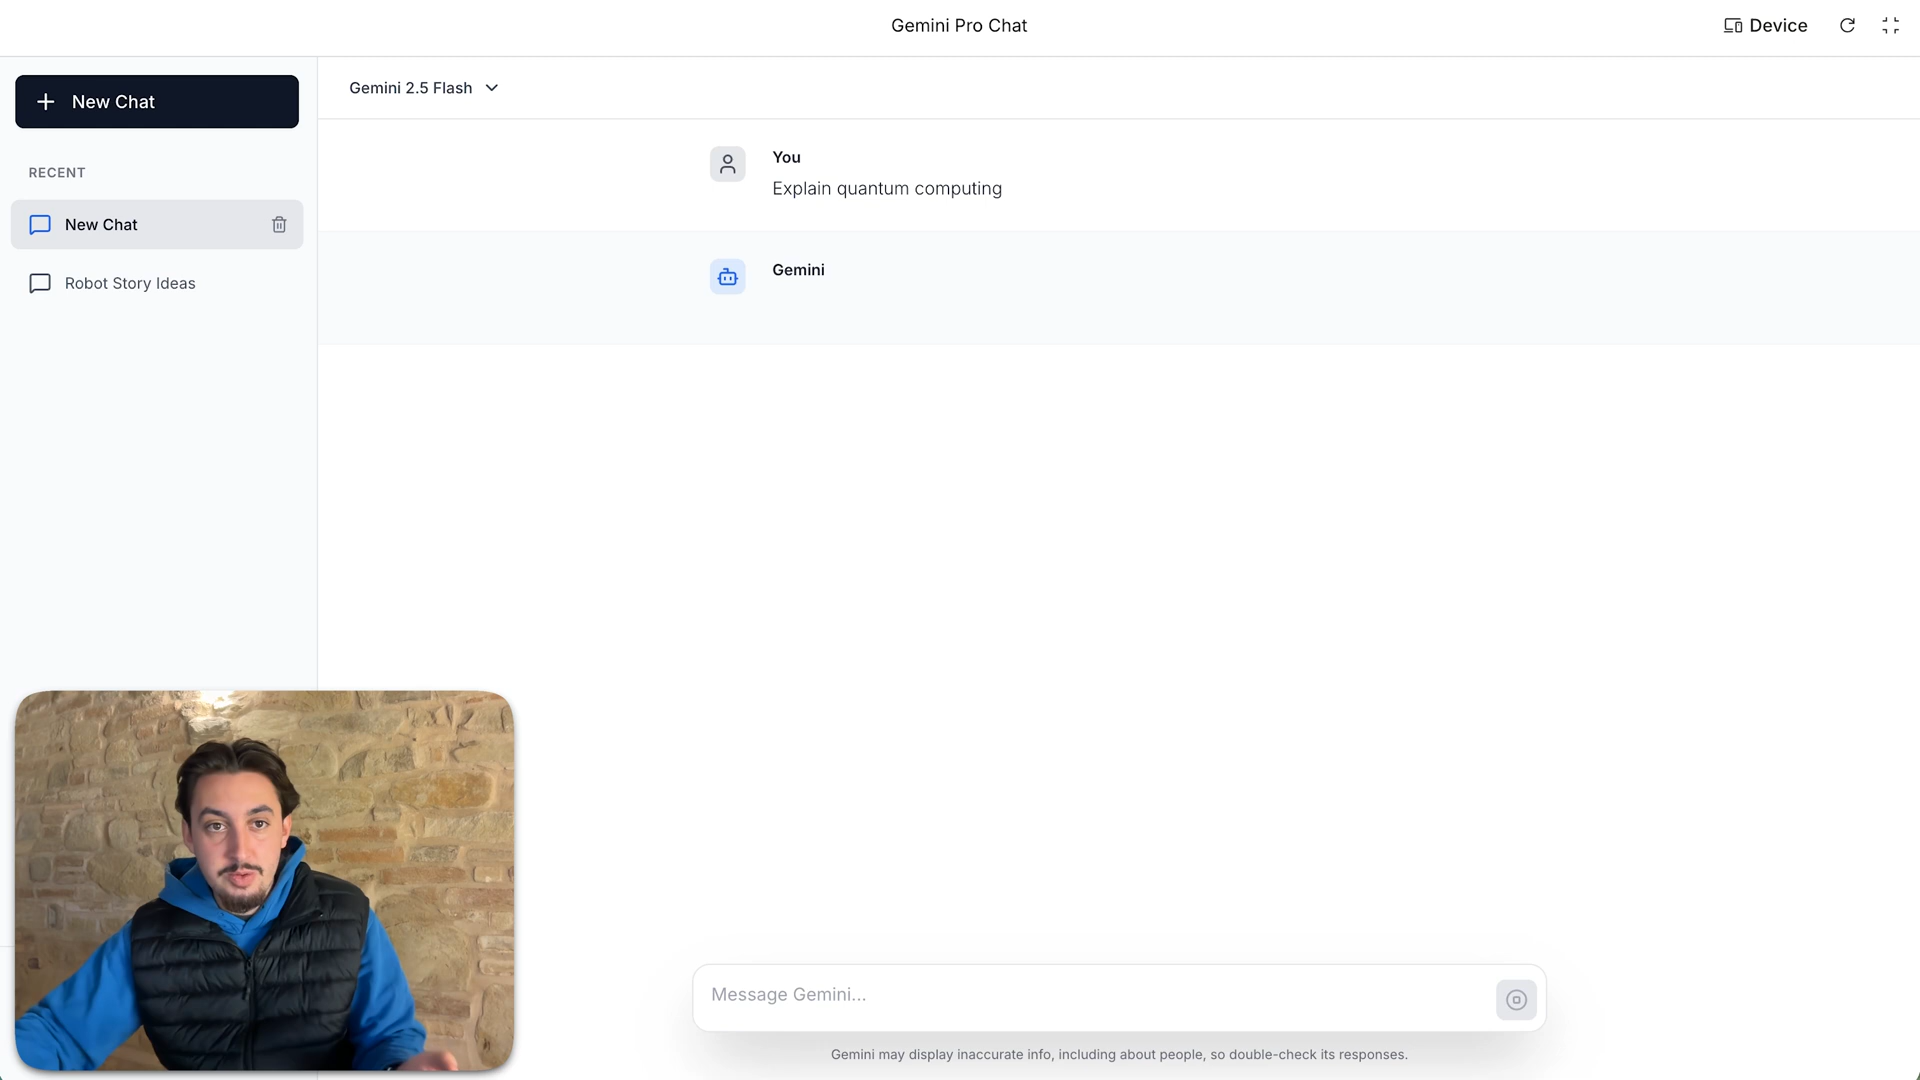 Gemini Pro Chat
Device
New Chat
Gemini 2.5 Flash
RECENT
New Chat
Robot Story Ideas
You
Explain quantum computing
Gemini
Message Gemini...
Gemini may display inaccurate info, including about people, so double-check its responses.